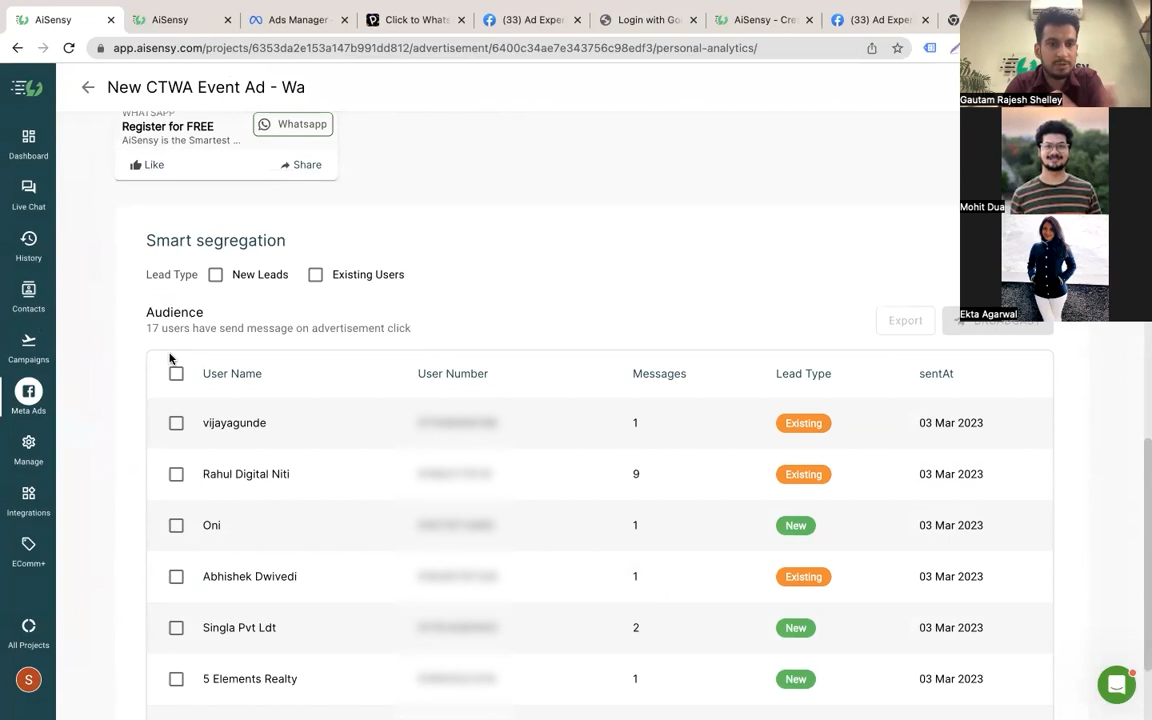 AiSensy
AiSensy
Ads Manager -
Click to Whats
(33) Ad Exper
Login with Go
AiSensy - Cre
(33) Ad Exper
app.aisensy.com/projects/6353da2e153a147b991dd812/advertisement/6400c34ae7e343756c98edf3/personal-analytics/
New CTWA Event Ad - Wa
WHATSAPP
Register for FREE
AiSensy is the Smartest ...
Whatsapp
Like
Share
Dashboard
Live Chat
History
Contacts
Campaigns
Meta Ads
Manage
Integrations
EComm+
All Projects
S
Smart segregation
Lead Type New Leads Existing Users
Audience
17 users have send message on advertisement click
Export
User Name User Number Messages Lead Type sentAt
vijayagunde 1 Existing 03 Mar 2023
Rahul Digital Niti 9 Existing 03 Mar 2023
Oni 1 New 03 Mar 2023
Abhishek Dwivedi 1 Existing 03 Mar 2023
Singla Pvt Ldt 2 New 03 Mar 2023
5 Elements Realty 1 New 03 Mar 2023
Gautam Rajesh Shelley
Mohit Dua
Ekta Agarwal